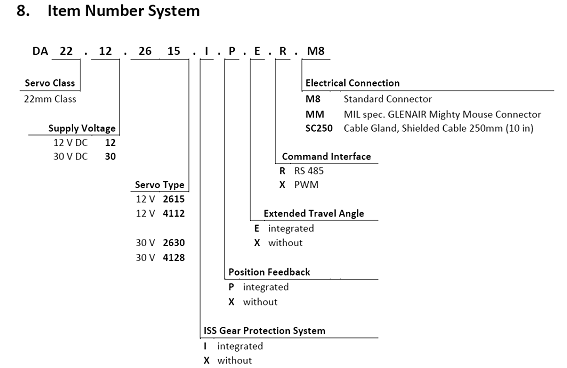 8. Item Number System
DA 22 . 12 . 26 15 . I . P . E . R . M8
Servo Class
22mm Class
Electrical Connection
M8 Standard Connector
MM MIL spec. GLENAIR Mighty Mouse Connector
SC250 Cable Gland, Shielded Cable 250mm (10 in)
Supply Voltage
12 V DC 12
30 V DC 30
Command Interface
R RS 485
X PWM
Servo Type
12 V 2615
12 V 4112
30 V 2630
30 V 4128
Extended Travel Angle
E integrated
X without
Position Feedback
P integrated
X without
ISS Gear Protection System
I integrated
X without